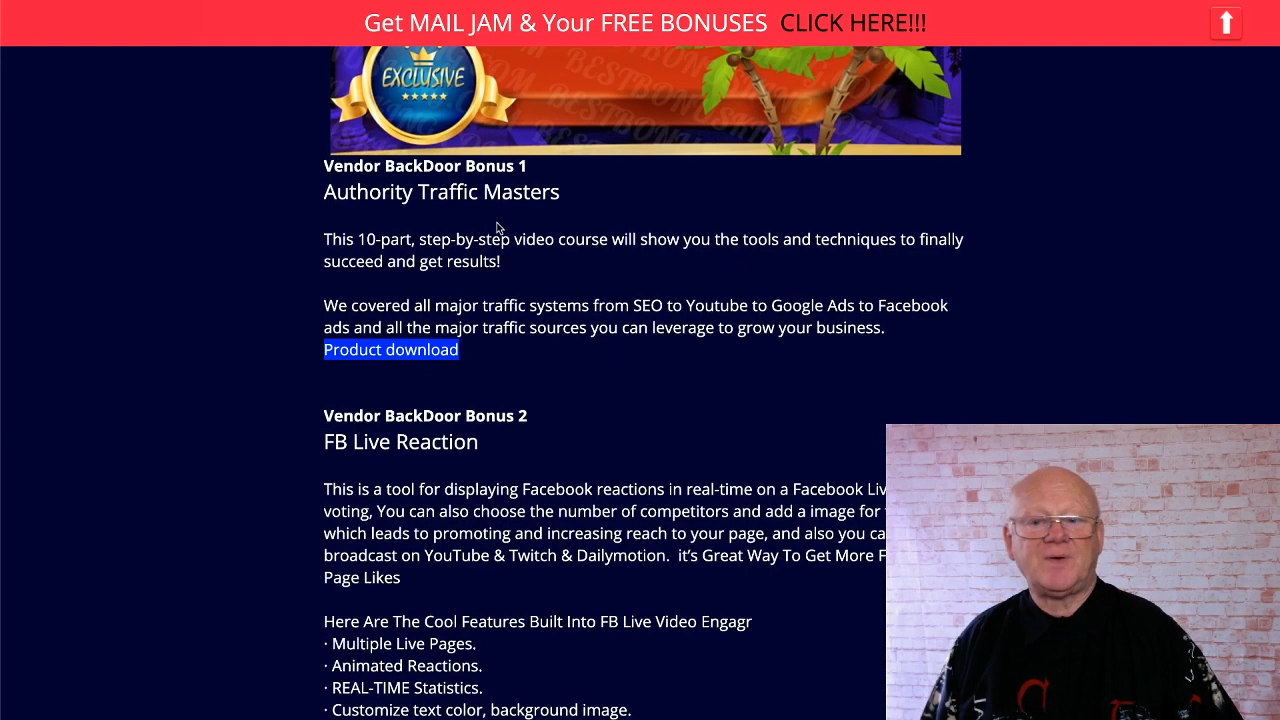 Get MAIL JAM & Your FREE BONUSES CLICK HERE!!!
EXCLUSIVE
Vendor BackDoor Bonus 1
Authority Traffic Masters
This 10-part, step-by-step video course will show you the tools and techniques to finally
succeed and get results!
We covered all major traffic systems from SEO to Youtube to Google Ads to Facebook
ads and all the major traffic sources you can leverage to grow your business.
Product download
Vendor BackDoor Bonus 2
FB Live Reaction
This is a tool for displaying Facebook reactions in real-time on a Facebook Liv
voting, You can also choose the number of competitors and add a image for
which leads to promoting and increasing reach to your page, and also you ca
broadcast on YouTube & Twitch & Dailymotion. it’s Great Way To Get More F
Page Likes
Here Are The Cool Features Built Into FB Live Video Engagr
· Multiple Live Pages.
· Animated Reactions.
· REAL-TIME Statistics.
· Customize text color, background image.